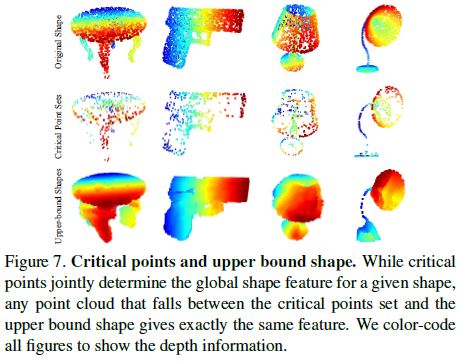 Original Shape
Critical Point Sets
Upper-bound Shapes
Figure 7. Critical points and upper bound shape. While critical
points jointly determine the global shape feature for a given shape,
any point cloud that falls between the critical points set and the
upper bound shape gives exactly the same feature. We color-code
all figures to show the depth information.